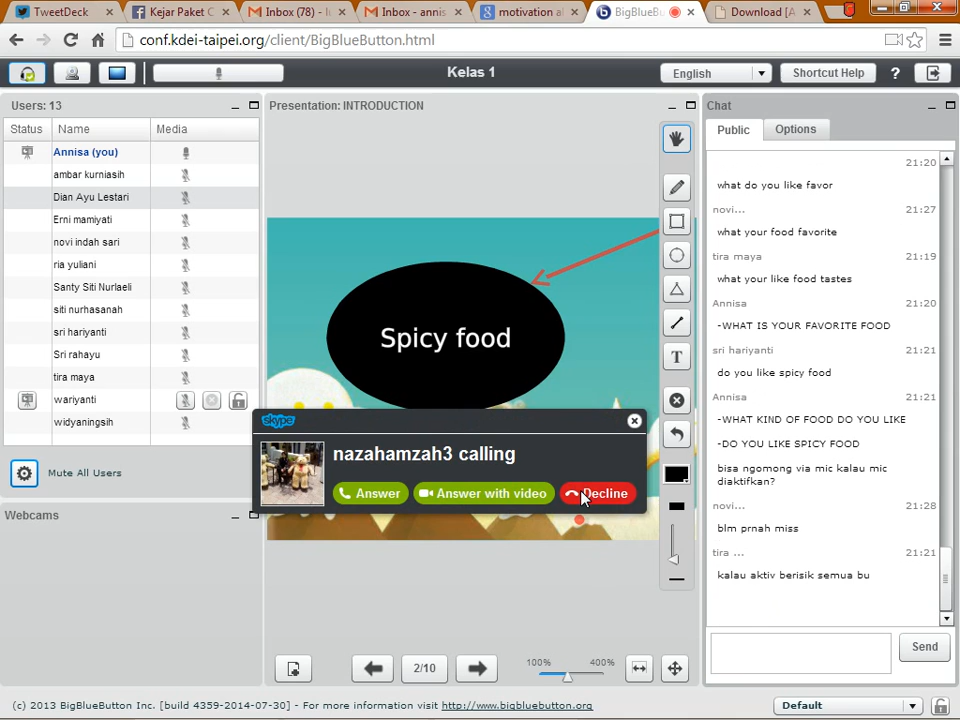 TweetDeck
Kejar Paket C
Inbox (78) - l
Inbox - annis
motivation al
BigBlueBu
Download [A
conf.kdei-taipei.org/client/BigBlueButton.html
Kelas 1
English
Shortcut Help
?
Users: 13
Presentation: INTRODUCTION
Chat
Status
Name
Media
Public
Options
Annisa (you)
ambar kurniasih
Dian Ayu Lestari
Erni mamiyati
novi indah sari
ria yuliani
Santy Siti Nurlaeli
siti nurhasanah
sri hariyanti
Sri rahayu
tira maya
wariyanti
widyaningsih
Mute All Users
Webcams
Spicy food
T
skype
nazahamzah3 calling
Answer
Answer with video
Decline
2/10
100%
400%
21:20
what do you like favor
novi...
21:27
what your food favorite
tira maya
21:19
what your like food tastes
Annisa
21:20
-WHAT IS YOUR FAVORITE FOOD
sri hariyanti
21:21
do you like spicy food
Annisa
21:21
-WHAT KIND OF FOOD DO YOU LIKE
-DO YOU LIKE SPICY FOOD
bisa ngomong via mic kalau mic
diaktifkan?
novi...
21:28
blm prnah miss
tira ...
21:21
kalau aktiv berisik semua bu
Send
(c) 2013 BigBlueButton Inc. [build 4359-2014-07-30] - For more information visit http://www.bigbluebutton.org
Default